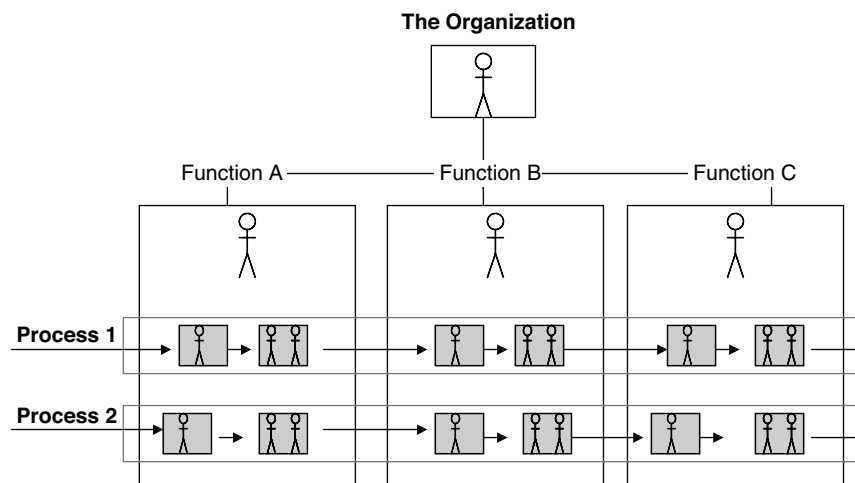 The Organization
Function A
Function B
Function C
Process 1
Process 2